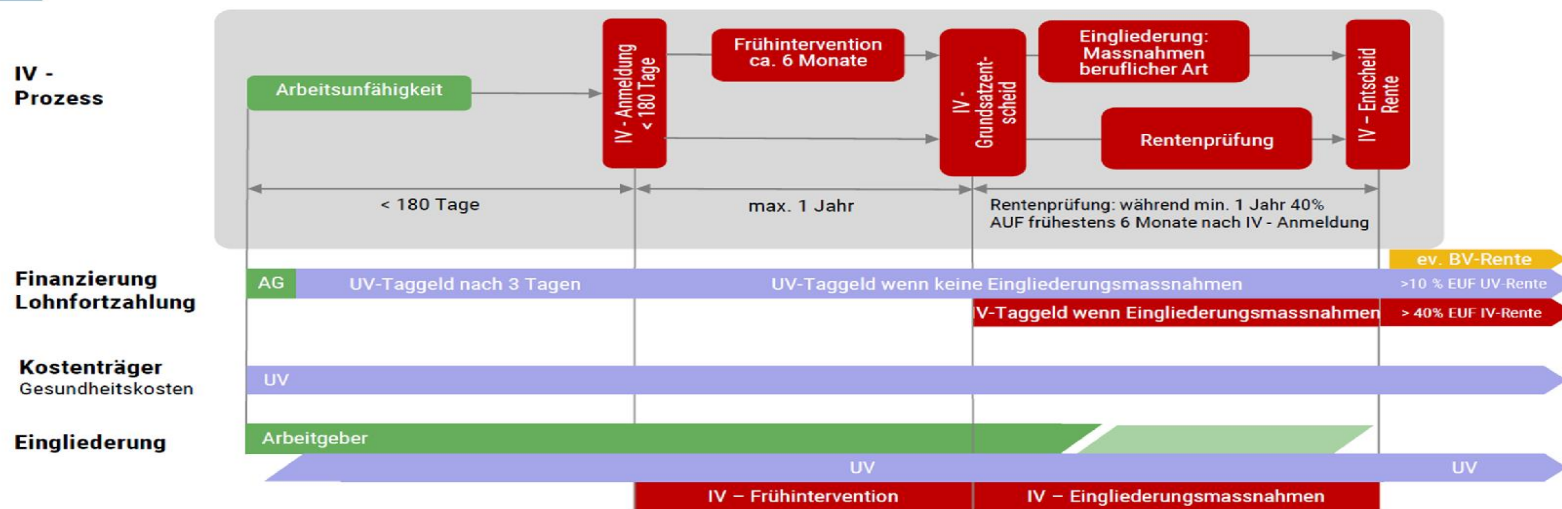 IV -
Prozess
Arbeitsunfähigkeit
IV - Anmeldung
< 180 Tage
Frühintervention
ca. 6 Monate
IV -
Grundsatzent-
scheid
Eingliederung:
Massnahmen
beruflicher Art
Rentenprüfung
IV – Entscheid
Rente
< 180 Tage
max. 1 Jahr
Rentenprüfung: während min. 1 Jahr 40%
AUF frühestens 6 Monate nach IV - Anmeldung
Finanzierung
Lohnfortzahlung
ev. BV-Rente
AG
UV-Taggeld nach 3 Tagen
UV-Taggeld wenn keine Eingliederungsmassnahmen
>10 % EUF UV-Rente
IV-Taggeld wenn Eingliederungsmassnahmen
> 40% EUF IV-Rente
Kostenträger
Gesundheitskosten
UV
Eingliederung
Arbeitgeber
UV
UV
IV – Frühintervention
IV – Eingliederungsmassnahmen